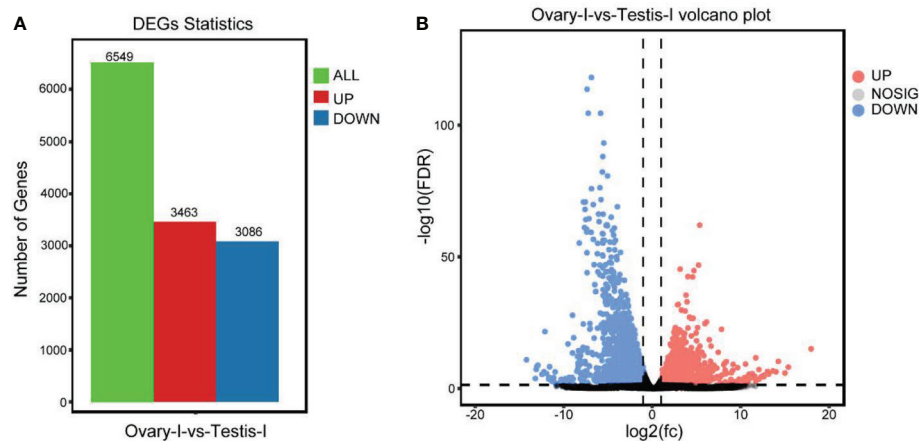 A
DEGs Statistics
6549
3463
3086
6000
5000
4000
3000
2000
1000
0
Number of Genes
Ovary-I-vs-Testis-I
ALL
UP
DOWN
B
Ovary-I-vs-Testis-I volcano plot
100
50
0
-log10(FDR)
-20
-10
0
10
20
log2(fc)
UP
NOSIG
DOWN